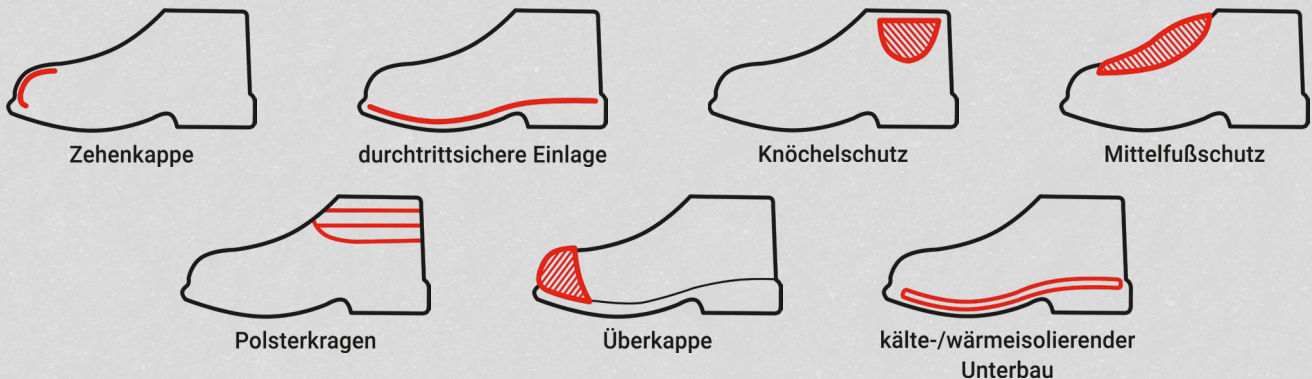 Zehenkappe
durchtrittsichere Einlage
Knöchelschutz
Mittelfußschutz
Polsterkragen
Überkappe
kälte-/wärmeisolierender
Unterbau